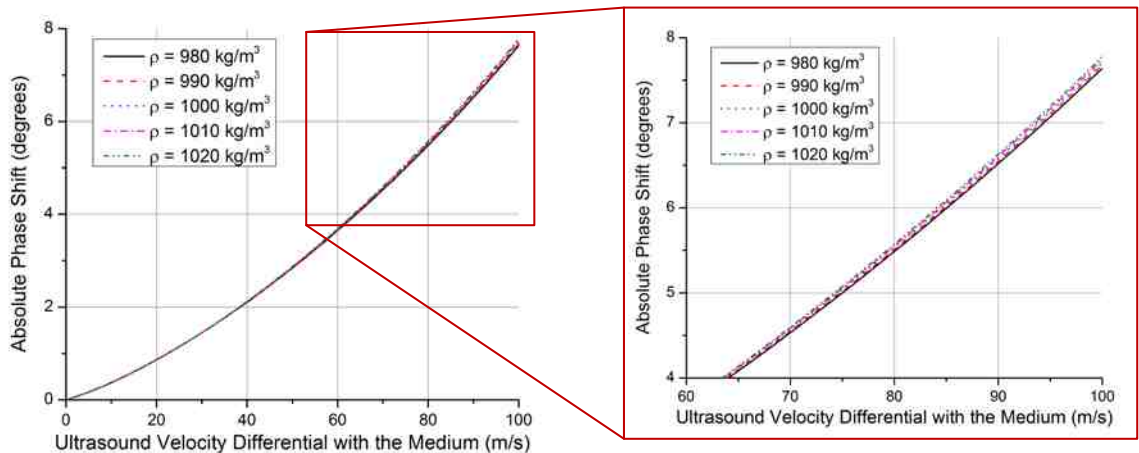 8
6
4
2
0
Absolute Phase Shift (degrees)
ρ = 980 kg/m³
ρ = 990 kg/m³
ρ = 1000 kg/m³
ρ = 1010 kg/m³
ρ = 1020 kg/m³
0 20 40 60 80 100
Ultrasound Velocity Differential with the Medium (m/s)
8
7
6
5
4
Absolute Phase Shift (degrees)
ρ = 980 kg/m³
ρ = 990 kg/m³
ρ = 1000 kg/m³
ρ = 1010 kg/m³
ρ = 1020 kg/m³
60 70 80 90 100
Ultrasound Velocity Differential with the Medium (m/s)